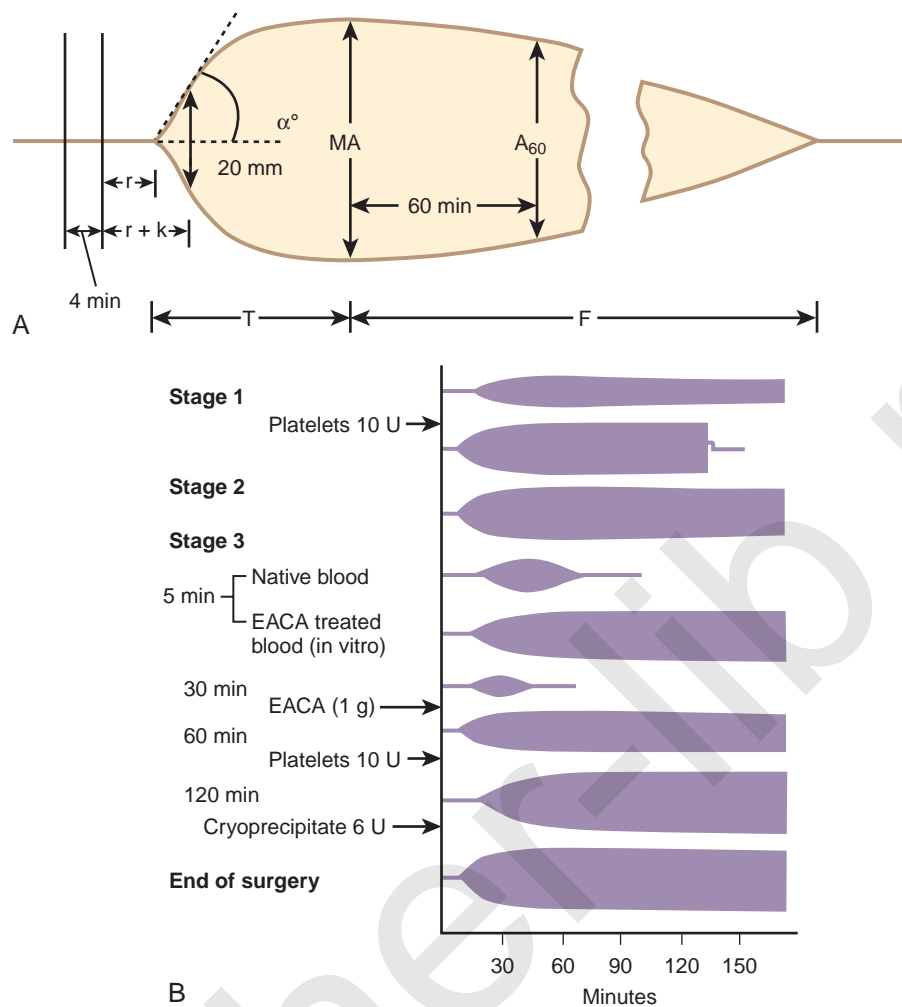 α°
MA
A60
20 mm
r
60 min
r + k
4 min
A
T
F
Stage 1
Platelets 10 U
Stage 2
Stage 3
Native blood
5 min
EACA treated
blood (in vitro)
30 min
EACA (1 g)
60 min
Platelets 10 U
120 min
Cryoprecipitate 6 U
End of surgery
30 60 90 120 150
Minutes
B